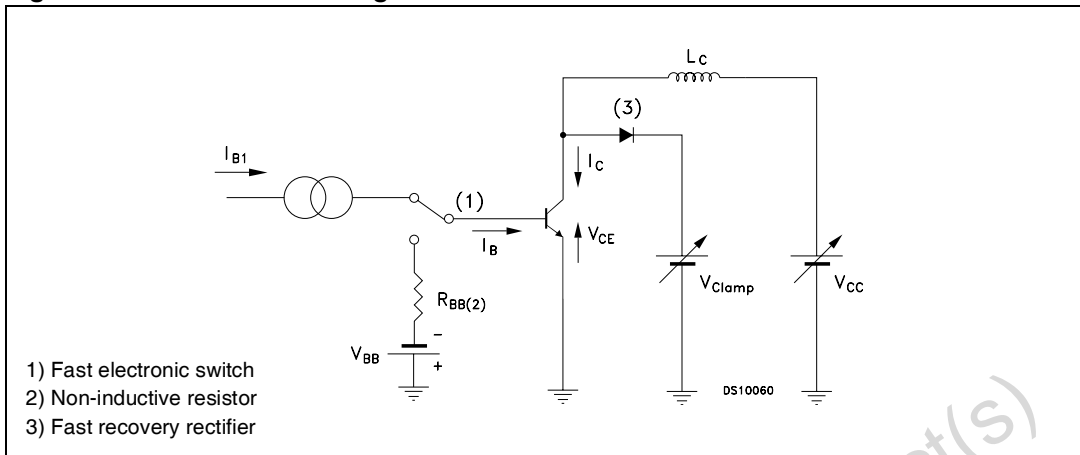 L_C
(3)
I_B1
I_C
(1)
I_B
V_CE
V_Clamp
V_CC
R_BB(2)
V_BB
-
+
1) Fast electronic switch
2) Non-inductive resistor
3) Fast recovery rectifier
DS10060